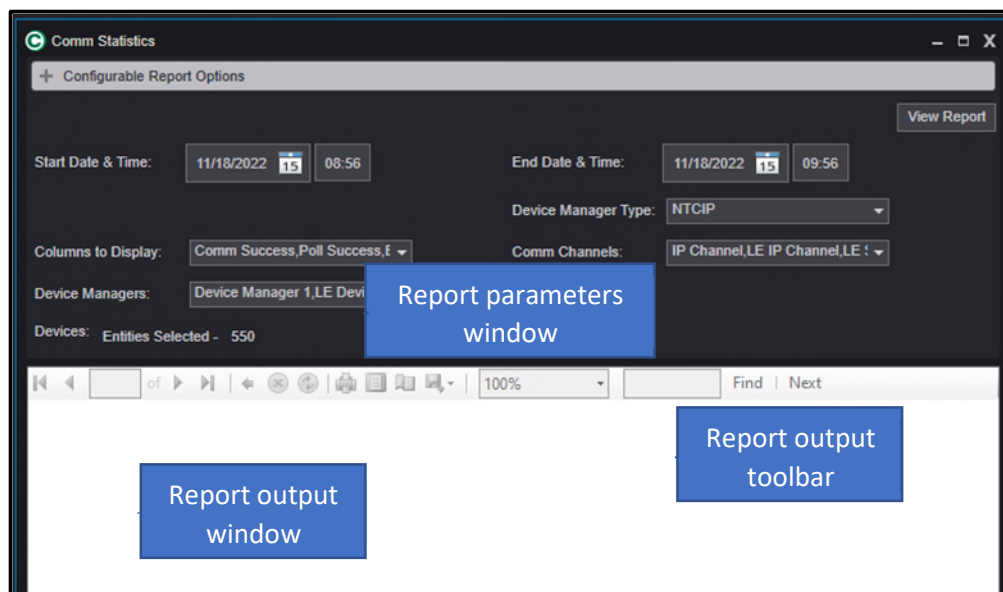 Comm Statistics
+ Configurable Report Options
View Report
Start Date & Time: 11/18/2022 15 08:56 End Date & Time: 11/18/2022 15 09:56
Device Manager Type: NTCIP
Columns to Display: Comm Success,Poll Success,E Comm Channels: IP Channel,LE IP Channel,LE
Device Managers: Device Manager 1,LE Devi
Devices: Entities Selected - 550
Report parameters
window
of 100% Find | Next
Report output
toolbar
Report output
window